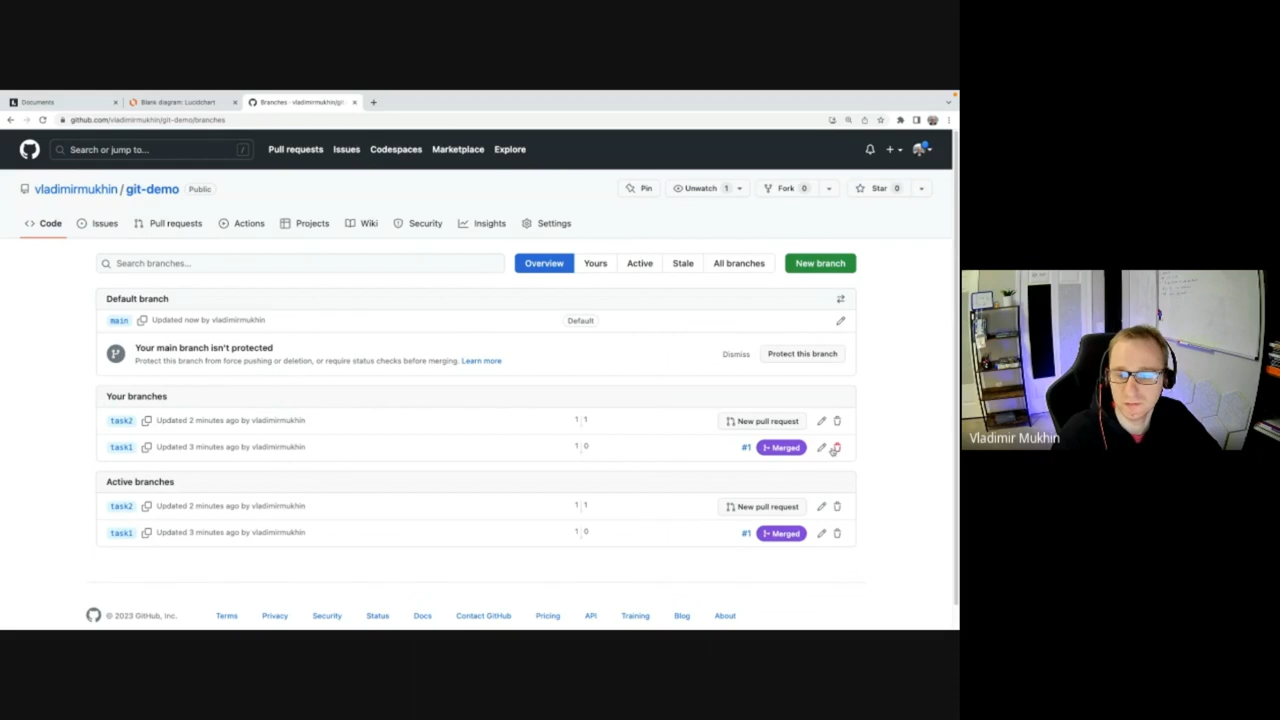 Documents
Blank diagram: Lucidchart
Branches · vladimirmukhin/git-
github.com/vladimirmukhin/git-demo/branches
Search or jump to... /
Pull requests Issues Codespaces Marketplace Explore
vladimirmukhin / git-demo Public
Pin Unwatch 1 Fork 0 Star 0
Code Issues Pull requests Actions Projects Wiki Security Insights Settings
Search branches...
Overview Yours Active Stale All branches New branch
Default branch
main Updated now by vladimirmukhin Default
Your main branch isn't protected
Protect this branch from force pushing or deletion, or require status checks before merging. Learn more
Dismiss Protect this branch
Your branches
task2 Updated 2 minutes ago by vladimirmukhin 1 1 New pull request
task1 Updated 3 minutes ago by vladimirmukhin 1 0 #1 Merged
Active branches
task2 Updated 2 minutes ago by vladimirmukhin 1 1 New pull request
task1 Updated 3 minutes ago by vladimirmukhin 1 0 #1 Merged
© 2023 GitHub, Inc. Terms Privacy Security Status Docs Contact GitHub Pricing API Training Blog About
Vladimir Mukhin